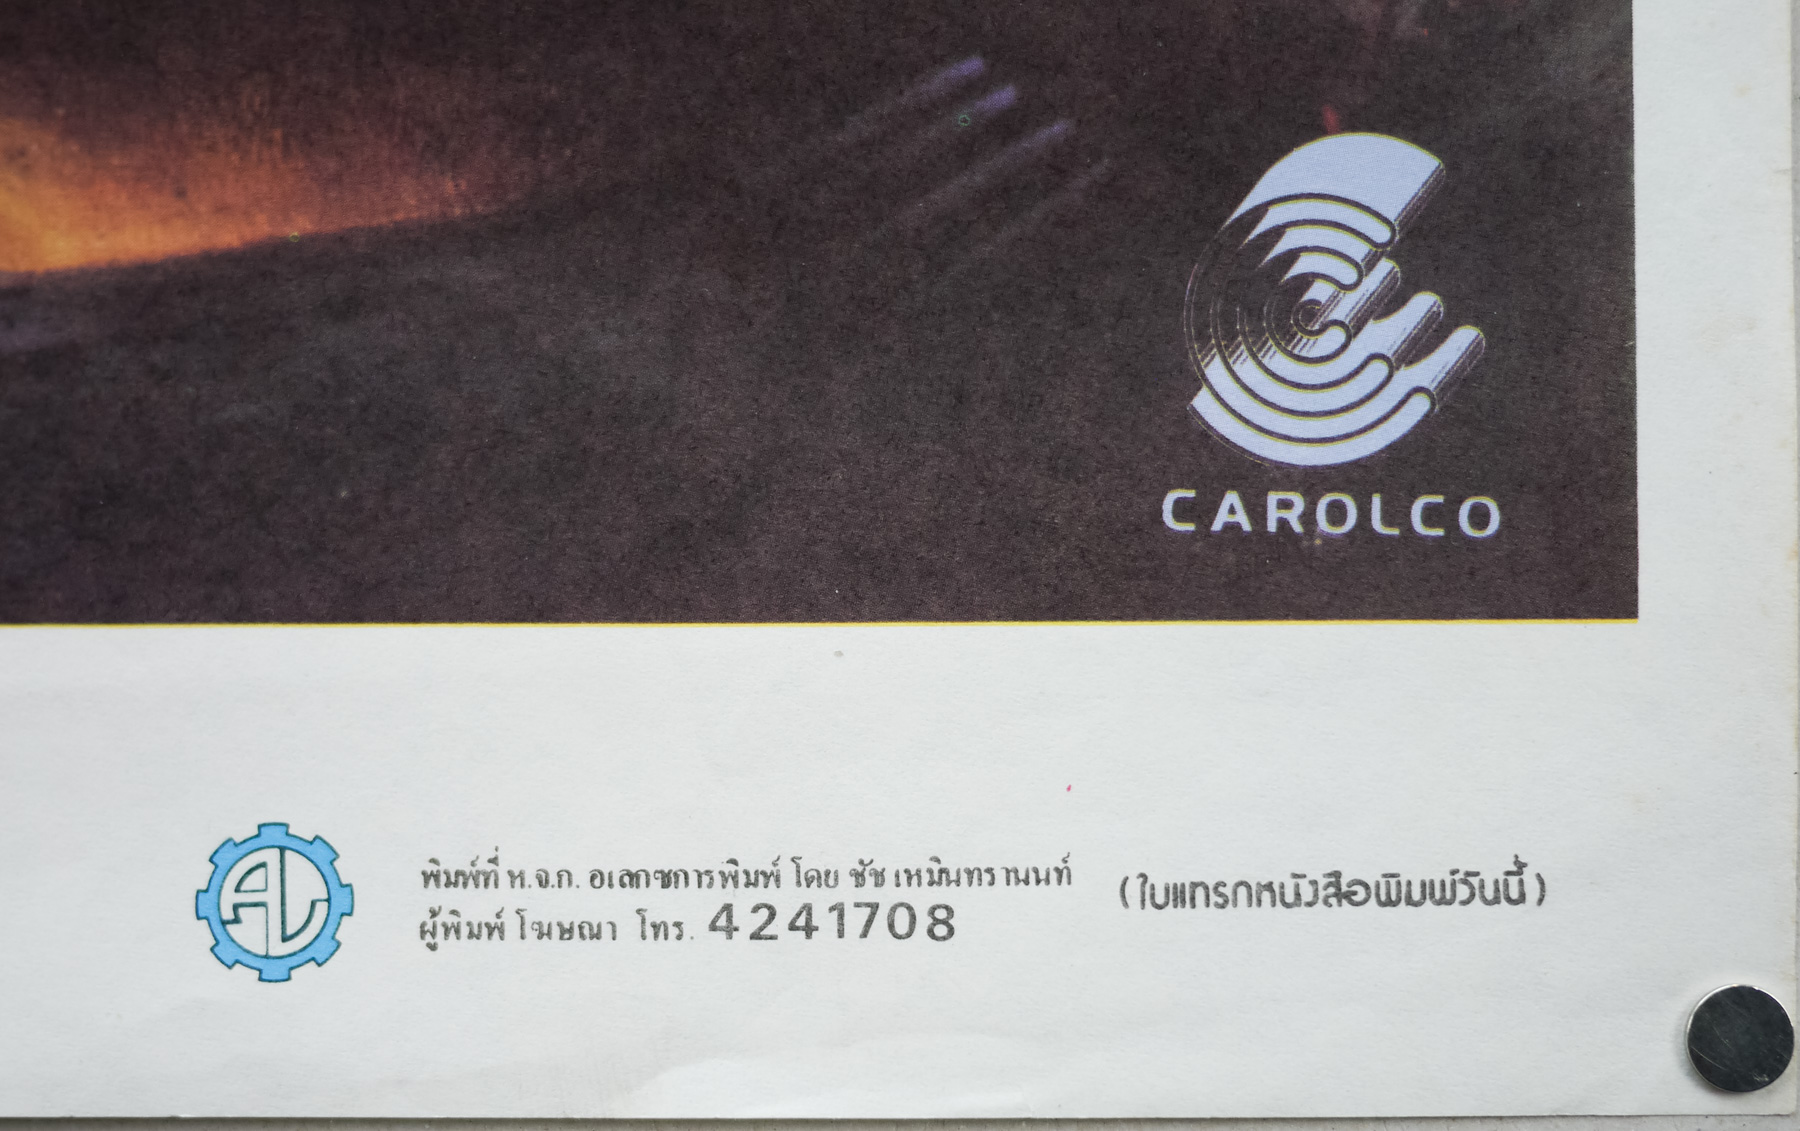 CAROLCO
AL
พิมพ์ที่ ห.จ.ก. อเลกซการพิมพ์ โดย ชัช เหมินทรานนท์
ผู้พิมพ์ โฆษณา โทร. 4241708
(ใบแทรกหนังสือพิมพ์วันนี้)